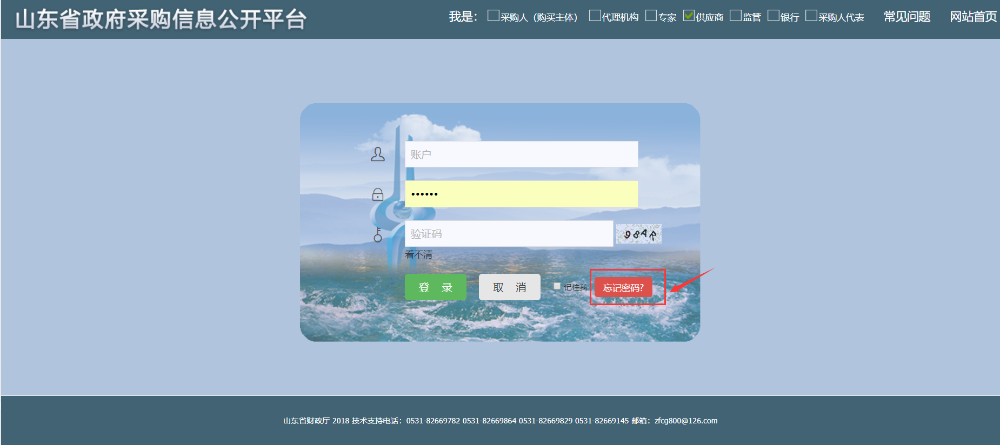 山东省政府采购信息公开平台
我是： 采购人（购买主体） 代理机构 专家 供应商 监管 银行 采购人代表 常见问题 网站首页
账户
••••••
验证码 98AR
看不清
登 录 取 消 记住我 忘记密码?
山东省财政厅 2018 技术支持电话：0531-82669782 0531-82669864 0531-82669829 0531-82669145 邮箱：zfcg800@126.com